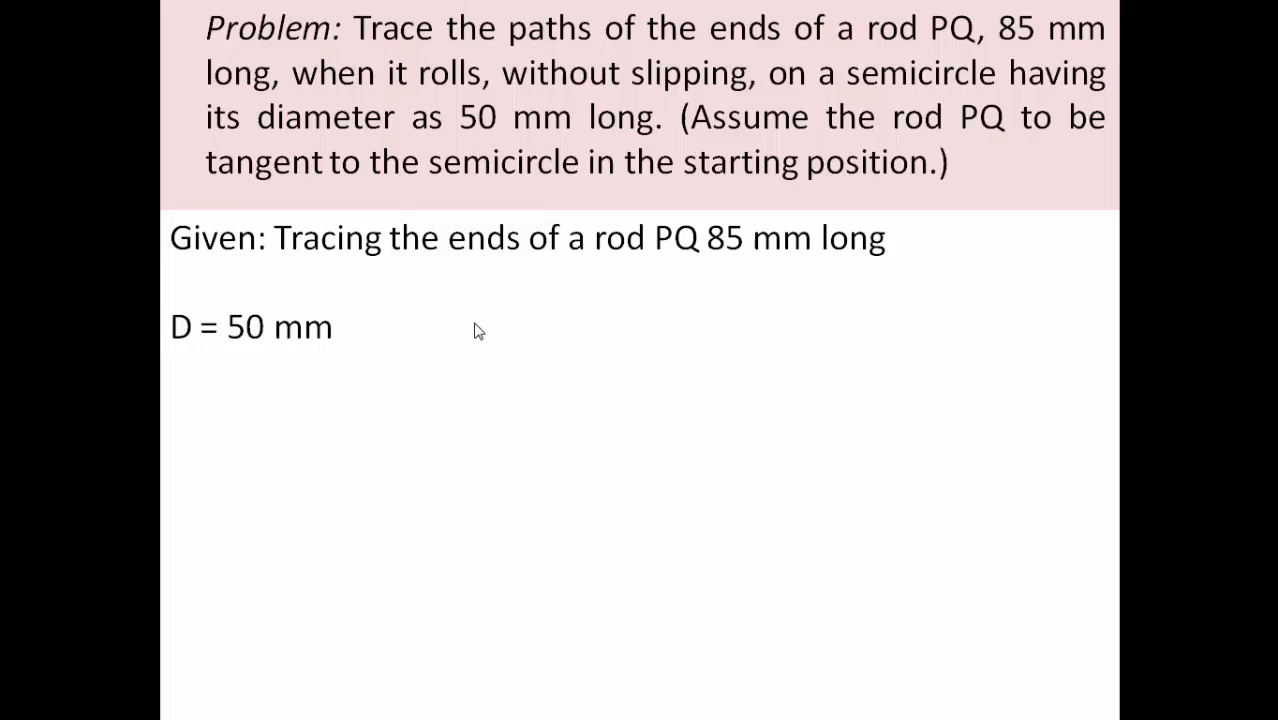 Problem: Trace the paths of the ends of a rod PQ, 85 mm
long, when it rolls, without slipping, on a semicircle having
its diameter as 50 mm long. (Assume the rod PQ to be
tangent to the semicircle in the starting position.)
Given: Tracing the ends of a rod PQ 85 mm long
D = 50 mm